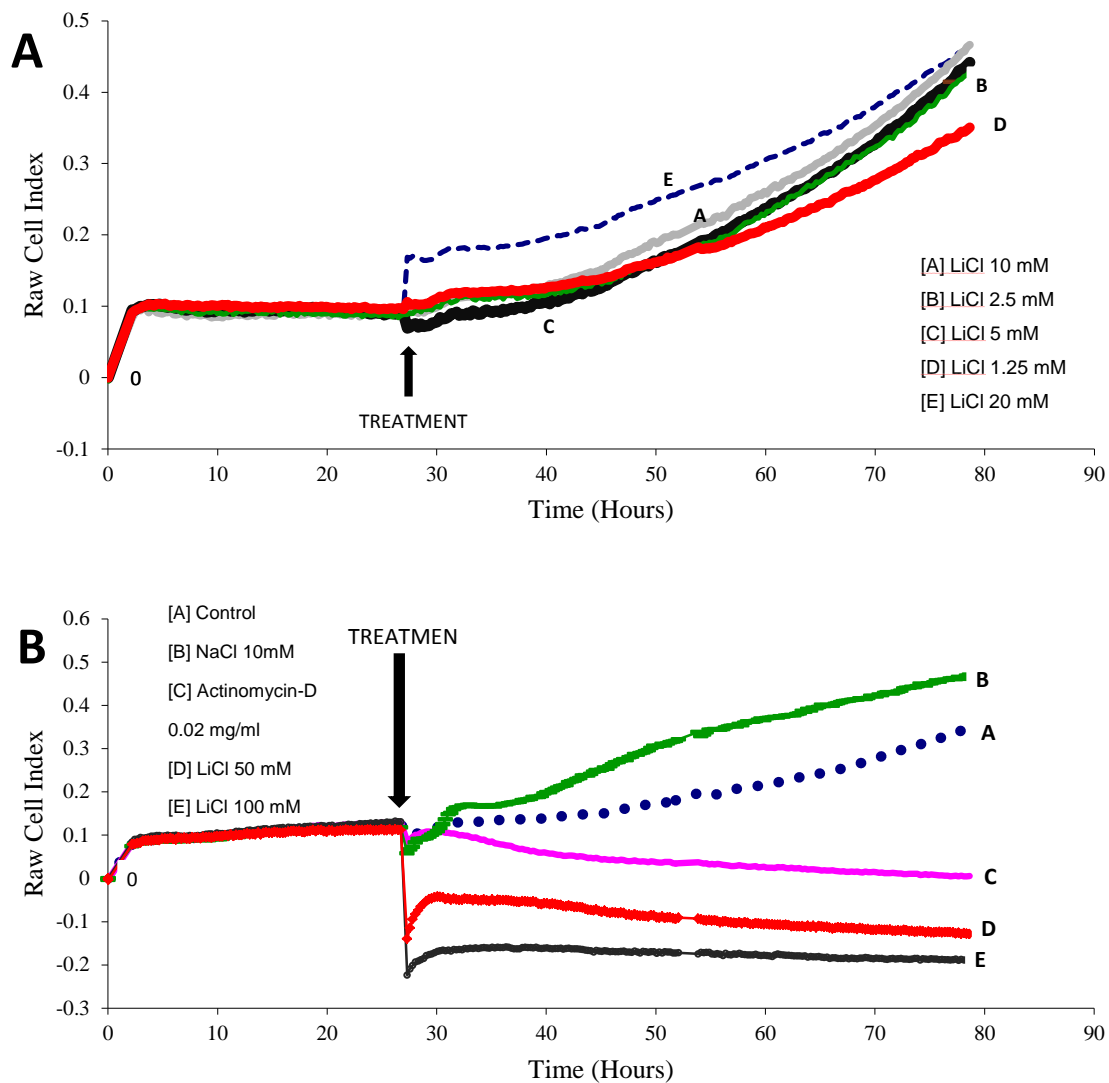 A
0.5
0.4
0.3
0.2
0.1
0
-0.1
Raw Cell Index
0
E
A
C
B
D
TREATMENT
[A] LiCl 10 mM
[B] LiCl 2.5 mM
[C] LiCl 5 mM
[D] LiCl 1.25 mM
[E] LiCl 20 mM
0 10 20 30 40 50 60 70 80 90
Time (Hours)
B
0.6
0.5
0.4
0.3
0.2
0.1
0
-0.1
-0.2
-0.3
Raw Cell Index
0
[A] Control
[B] NaCl 10mM
[C] Actinomycin-D
0.02 mg/ml
[D] LiCl 50 mM
[E] LiCl 100 mM
TREATMEN
B
A
C
D
E
0 10 20 30 40 50 60 70 80 90
Time (Hours)